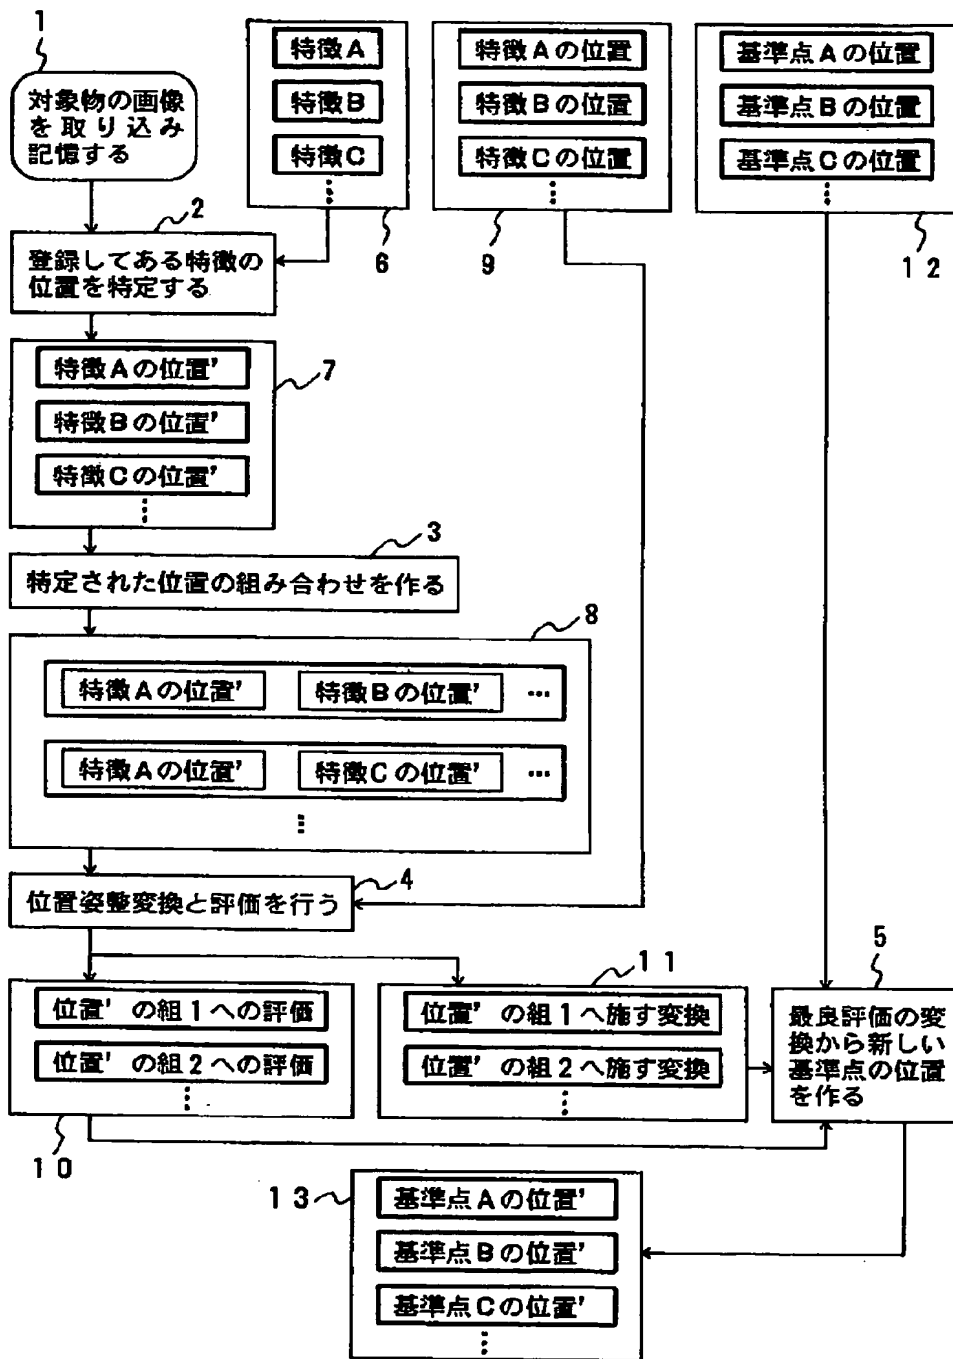 1
対象物の画像
を取り込み
記憶する
特徴A
特徴B
特徴C
⋮
6
特徴Aの位置
特徴Bの位置
特徴Cの位置
⋮
9
基準点Aの位置
基準点Bの位置
基準点Cの位置
⋮
12
2
登録してある特徴の
位置を特定する
特徴Aの位置'
特徴Bの位置'
特徴Cの位置'
⋮
7
3
特定された位置の組み合わせを作る
8
特徴Aの位置' 特徴Bの位置' …
特徴Aの位置' 特徴Cの位置' …
⋮
4
位置姿整変換と評価を行う
位置'の組1への評価
位置'の組2への評価
⋮
10
11
位置'の組1へ施す変換
位置'の組2へ施す変換
⋮
5
最良評価の変
換から新しい
基準点の位置
を作る
13
基準点Aの位置'
基準点Bの位置'
基準点Cの位置'
⋮